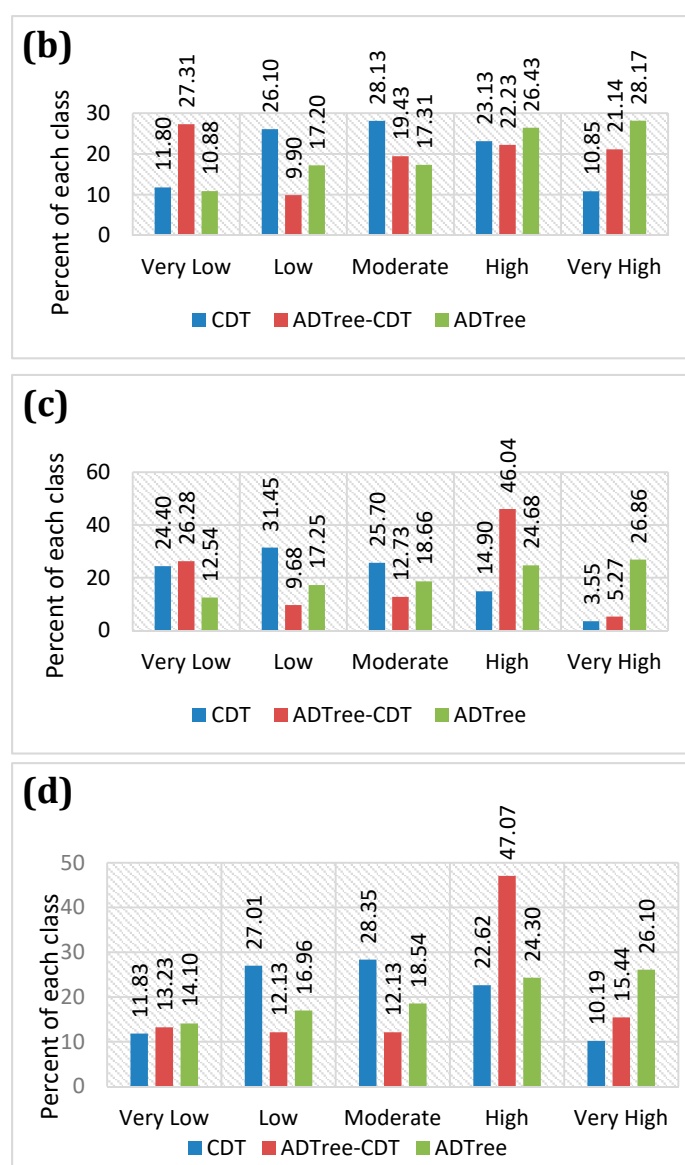 (b)
Percent of each class
30
20
10
0
11.80 27.31 10.88
26.10 9.90 17.20
28.13 19.43 17.31
23.13 22.23 26.43
10.85 21.14 28.17
Very Low Low Moderate High Very High
CDT ADTree-CDT ADTree
(c)
Percent of each class
60
40
20
0
24.40 26.28 12.54
31.45 9.68 17.25
25.70 12.73 18.66
14.90 46.04 24.68
3.55 5.27 26.86
Very Low Low Moderate High Very High
CDT ADTree-CDT ADTree
(d)
Percent of each class
50
40
30
20
10
0
11.83 13.23 14.10
27.01 12.13 16.96
28.35 12.13 18.54
22.62 47.07 24.30
10.19 15.44 26.10
Very Low Low Moderate High Very High
CDT ADTree-CDT ADTree